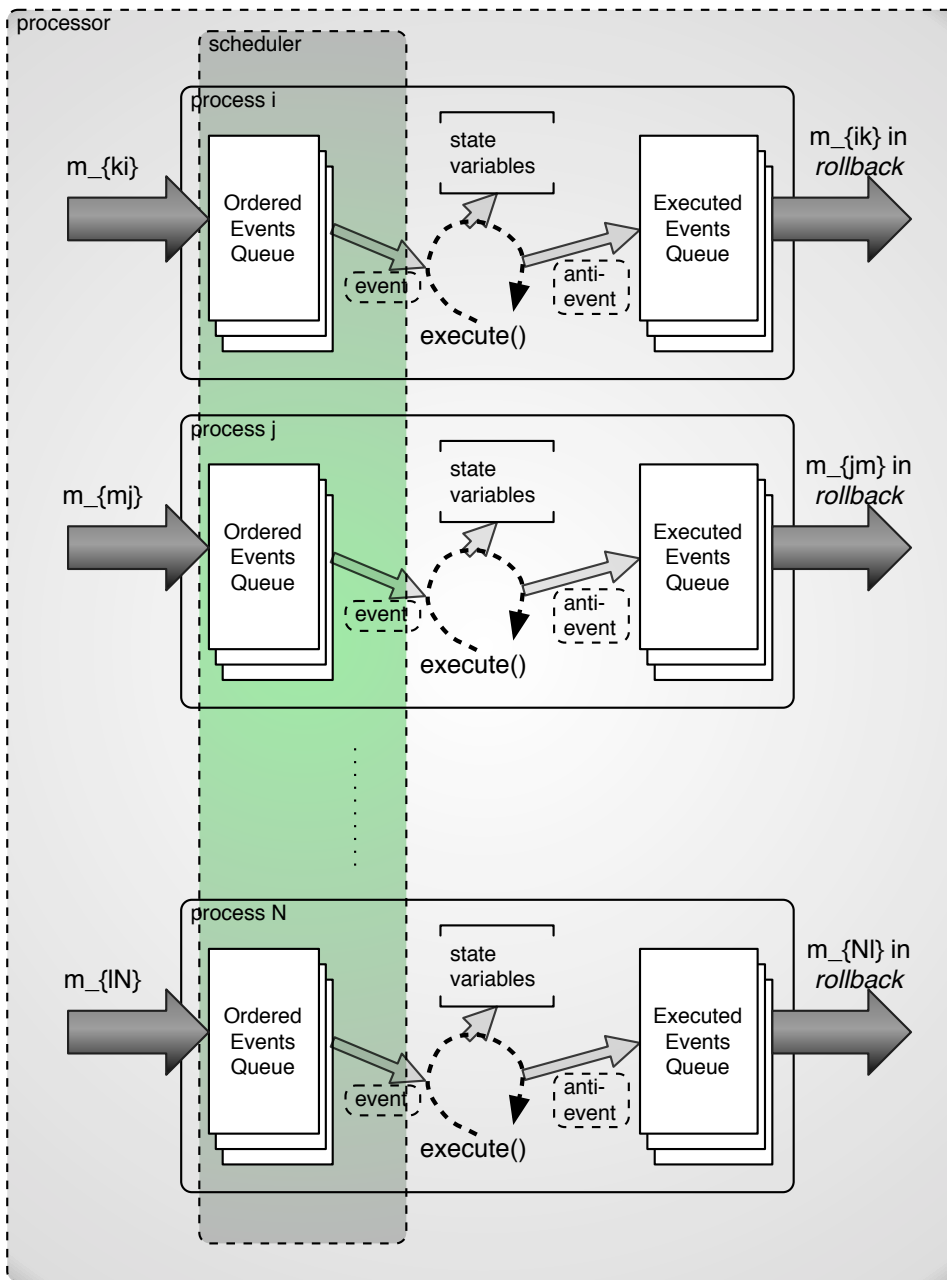 processor
scheduler
process i
m_{ki}
Ordered
Events
Queue
event
state
variables
execute()
anti-
event
Executed
Events
Queue
m_{ik} in
rollback
process j
m_{mj}
Ordered
Events
Queue
event
state
variables
execute()
anti-
event
Executed
Events
Queue
m_{jm} in
rollback
process N
m_{lN}
Ordered
Events
Queue
event
state
variables
execute()
anti-
event
Executed
Events
Queue
m_{Nl} in
rollback